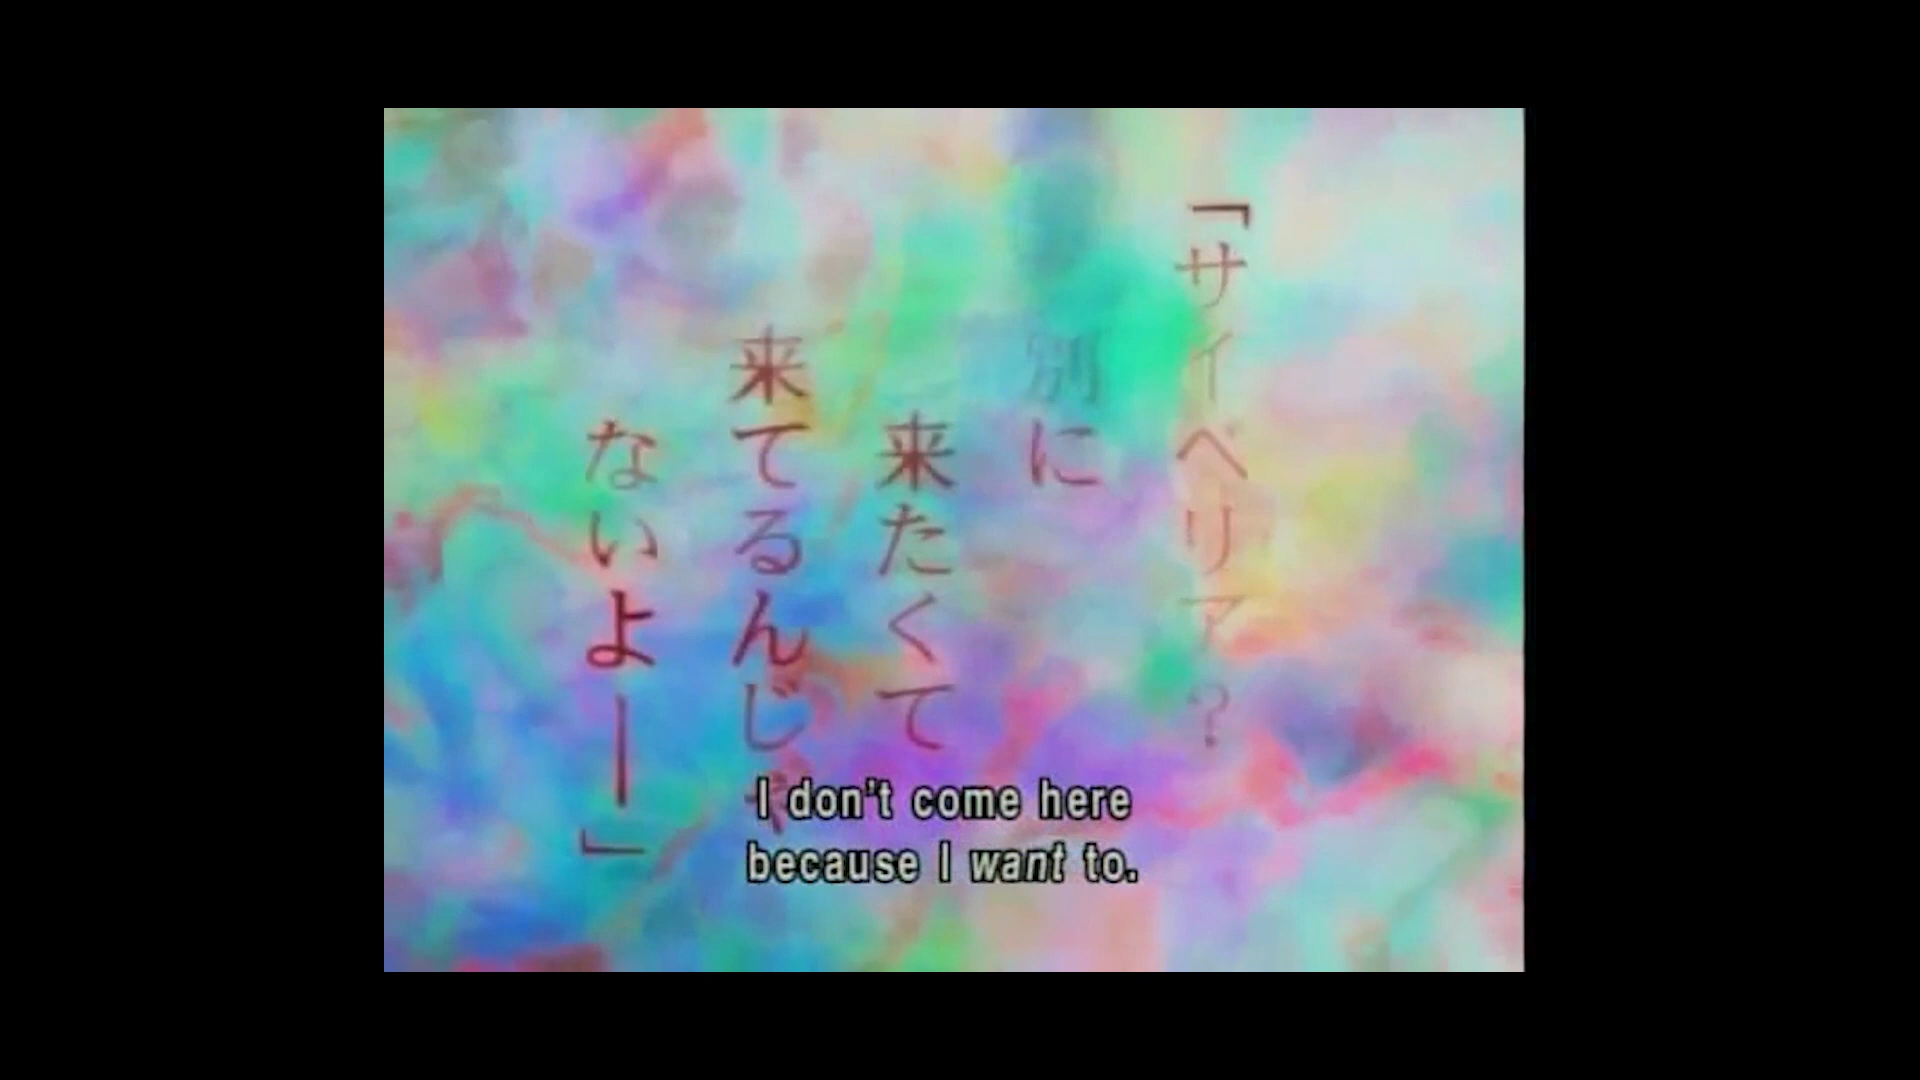 「サイベリア?
別に
来たくて
来てるんじゃ
ないよー」
I don't come here
because I want to.